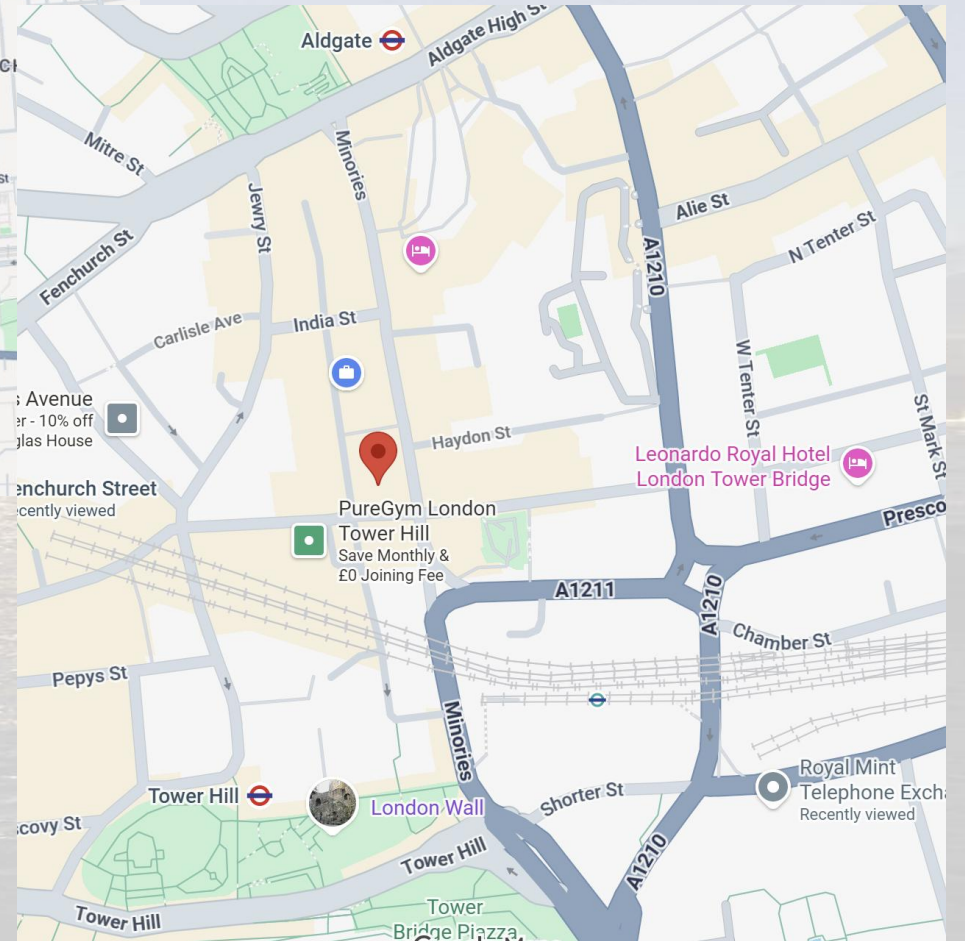 Aldgate
Aldgate High St
Mitre St
Minories
Jewry St
Alie St
N Tenter St
A1210
Fenchurch St
Carlisle Ave
India St
W Tenter St
s Avenue
er - 10% off
glas House
St Mark St
Haydon St
Leonardo Royal Hotel
London Tower Bridge
enchurch Street
ecently viewed
PureGym London
Tower Hill
Save Monthly &
£0 Joining Fee
Presco
A1211
A1210
Chamber St
Pepys St
Minories
Royal Mint
Telephone Excha
Recently viewed
Tower Hill
London Wall
Shorter St
scovy St
Tower Hill
A1210
Tower Hill
Tower
Bridge Piazza